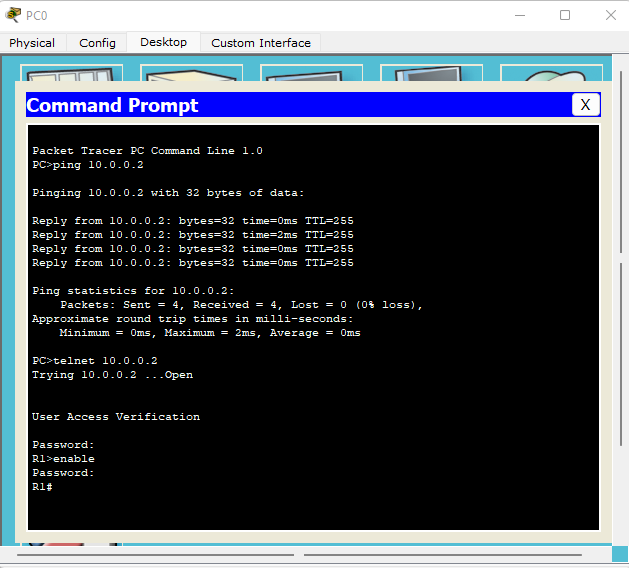 PC0
Physical Config Desktop Custom Interface
Command Prompt X
Packet Tracer PC Command Line 1.0
PC>ping 10.0.0.2
Pinging 10.0.0.2 with 32 bytes of data:
Reply from 10.0.0.2: bytes=32 time=0ms TTL=255
Reply from 10.0.0.2: bytes=32 time=2ms TTL=255
Reply from 10.0.0.2: bytes=32 time=0ms TTL=255
Reply from 10.0.0.2: bytes=32 time=0ms TTL=255
Ping statistics for 10.0.0.2:
    Packets: Sent = 4, Received = 4, Lost = 0 (0% loss),
Approximate round trip times in milli-seconds:
    Minimum = 0ms, Maximum = 2ms, Average = 0ms
PC>telnet 10.0.0.2
Trying 10.0.0.2 ...Open
User Access Verification
Password:
R1>enable
Password:
R1#